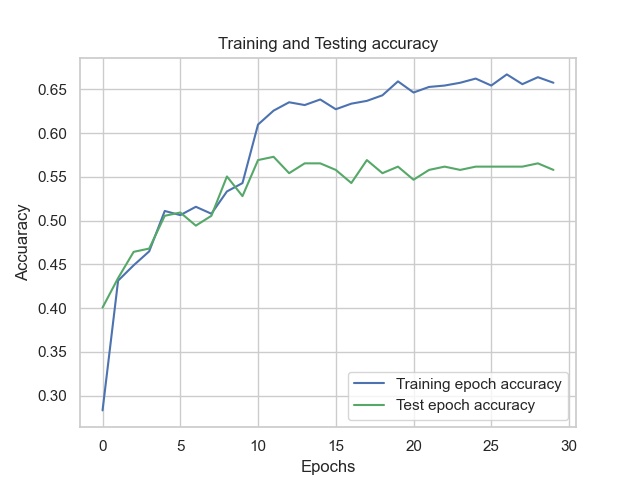 Training and Testing accuracy
0.65
0.60
0.55
0.50
0.45
0.40
0.35
0.30
Accuaracy
Training epoch accuracy
Test epoch accuracy
0 5 10 15 20 25 30
Epochs